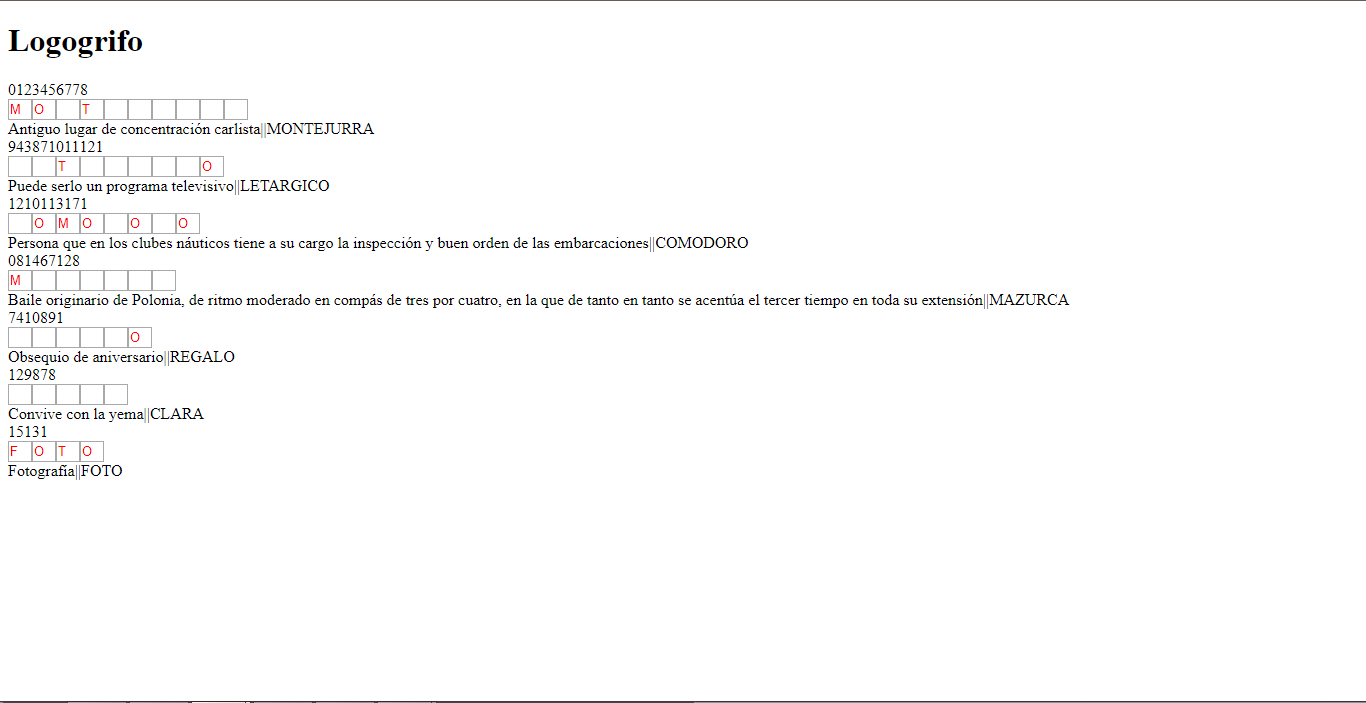 Logogrifo
0123456778
M O T
Antiguo lugar de concentración carlista||MONTEJURRA
943871011121
T O
Puede serlo un programa televisivo||LETARGICO
1210113171
O M O O O
Persona que en los clubes náuticos tiene a su cargo la inspección y buen orden de las embarcaciones||COMODORO
081467128
M
Baile originario de Polonia, de ritmo moderado en compás de tres por cuatro, en la que de tanto en tanto se acentúa el tercer tiempo en toda su extensión||MAZURCA
7410891
O
Obsequio de aniversario||REGALO
129878
Convive con la yema||CLARA
15131
F O T O
Fotografía||FOTO